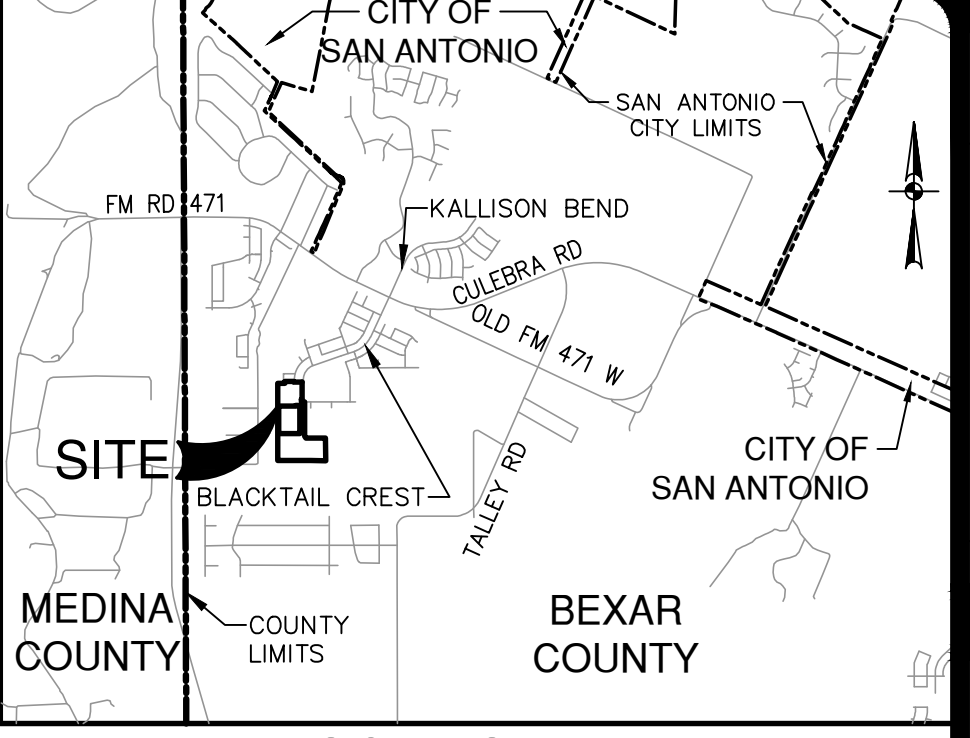 CITY OF
SAN ANTONIO
SAN ANTONIO
CITY LIMITS
FM RD 471
KALLISON BEND
CULEBRA RD
OLD FM 471 W
SITE
BLACKTAIL CREST
TALLEY RD
CITY OF
SAN ANTONIO
MEDINA
COUNTY
COUNTY
LIMITS
BEXAR
COUNTY